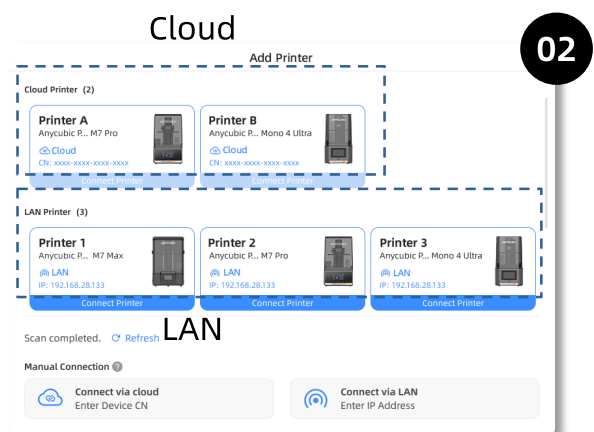 Cloud
02
Add Printer
Cloud Printer (2)
Printer A
Anycubic P... M7 Pro
Cloud
CN: xxxx-xxxx-xxxx-xxxx
Connect Printer
Printer B
Anycubic P... Mono 4 Ultra
Cloud
CN: xxxx-xxxx-xxxx-xxxx
Connect Printer
LAN Printer (3)
Printer 1
Anycubic P... M7 Max
LAN
IP: 192.168.28.133
Connect Printer
Printer 2
Anycubic P... M7 Pro
LAN
IP: 192.168.28.133
Connect Printer
Printer 3
Anycubic P... Mono 4 Ultra
LAN
IP: 192.168.28.133
Connect Printer
LAN
Scan completed. Refresh
Manual Connection ?
Connect via cloud
Enter Device CN
Connect via LAN
Enter IP Address